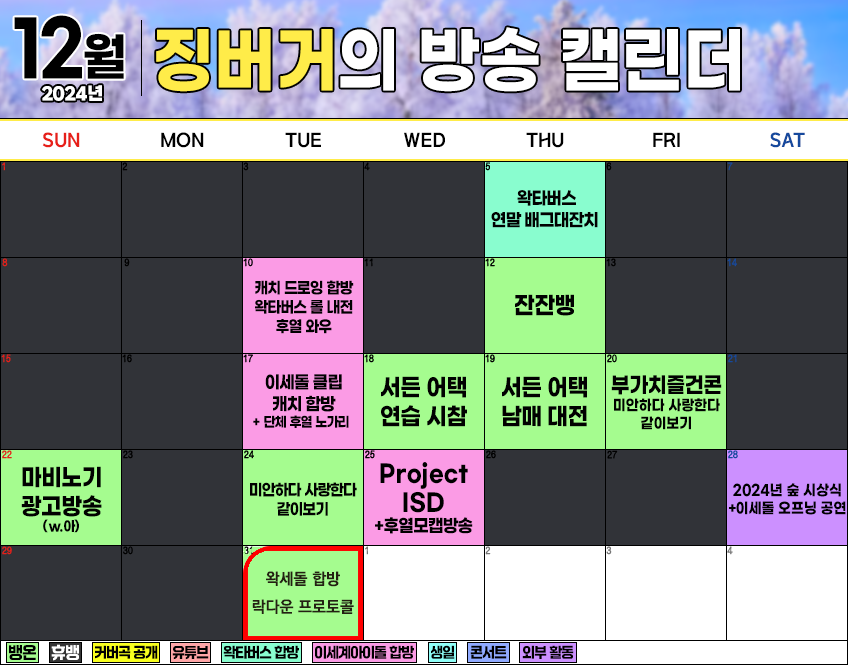 12월
2024년
징버거의 방송 캘린더
SUN MON TUE WED THU FRI SAT
1 2 3 4 5 6 7
왁타버스
연말 배그대잔치
8 9 10 11 12 13 14
캐치 드로잉 합방
왁타버스 롤 내전
후열 와우
잔잔뱅
15 16 17 18 19 20 21
이세돌 클립
캐치 합방
+ 단체 후열 노가리
서든 어택
연습 시참
서든 어택
남매 대전
부가치즐건콘
미안하다 사랑한다
같이보기
22 23 24 25 26 27 28
마비노기
광고방송
(w.아)
미안하다 사랑한다
같이보기
Project
ISD
+후열모캡방송
2024년 숲 시상식
+이세돌 오프닝 공연
29 30 31 1 2 3 4
왁세돌 합방
락다운 프로토콜
뱅온 휴뱅 커버곡 공개 유튜브 왁타버스 합방 이세계아이돌 합방 생일 콘서트 외부 활동